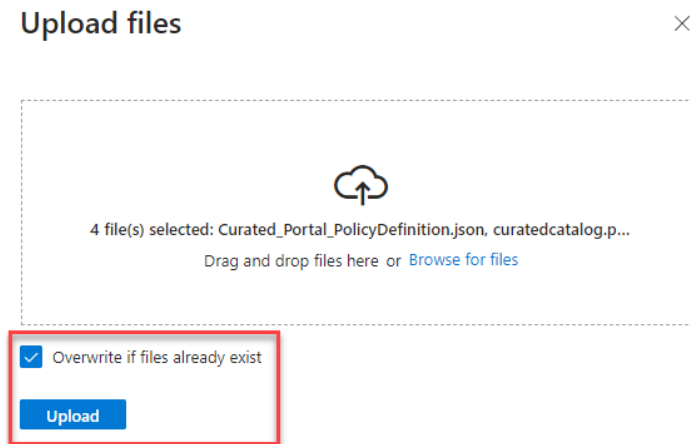 Upload files
4 file(s) selected: Curated_Portal_PolicyDefinition.json, curatedcatalog.p...
Drag and drop files here or Browse for files
Overwrite if files already exist
Upload